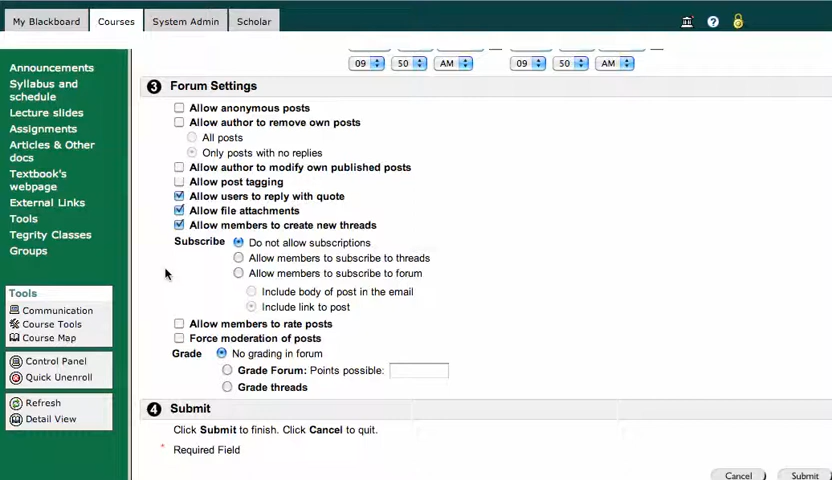 My Blackboard Courses System Admin Scholar
Announcements
Syllabus and
schedule
Lecture slides
Assignments
Articles & Other
docs
Textbook's
webpage
External Links
Tools
Tegrity Classes
Groups
Tools
Communication
Course Tools
Course Map
Control Panel
Quick Unenroll
Refresh
Detail View
09 50 AM 09 50 AM
3 Forum Settings
Allow anonymous posts
Allow author to remove own posts
All posts
Only posts with no replies
Allow author to modify own published posts
Allow post tagging
Allow users to reply with quote
Allow file attachments
Allow members to create new threads
Subscribe Do not allow subscriptions
Allow members to subscribe to threads
Allow members to subscribe to forum
Include body of post in the email
Include link to post
Allow members to rate posts
Force moderation of posts
Grade No grading in forum
Grade Forum: Points possible:
Grade threads
4 Submit
Click Submit to finish. Click Cancel to quit.
* Required Field
Cancel Submit